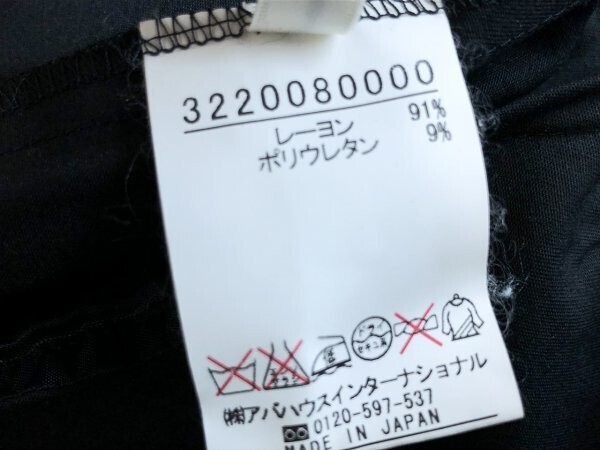 3220080000
レーヨン 91%
ポリウレタン 9%
ドライ
セキユ系
㈱アバハウスインターナショナル
0120-597-537
MADE IN JAPAN